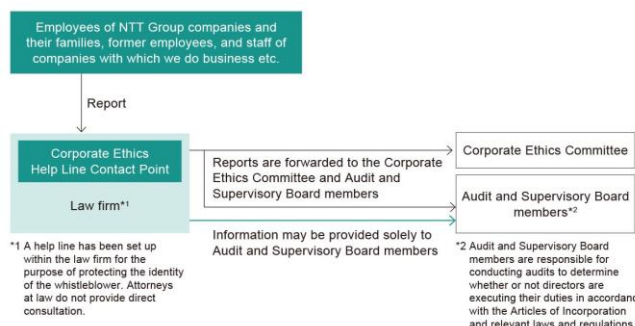 Employees of NTT Group companies and
their families, former employees, and staff of
companies with which we do business etc.
Report
Corporate Ethics
Help Line Contact Point
Law firm*1
Reports are forwarded to the Corporate
Ethics Committee and Audit and
Supervisory Board members
Information may be provided solely to
Audit and Supervisory Board members
Corporate Ethics Committee
Audit and Supervisory Board
members*2
*1 A help line has been set up
within the law firm for the
purpose of protecting the identity
of the whistleblower. Attorneys
at law do not provide direct
consultation.
*2 Audit and Supervisory Board
members are responsible for
conducting audits to determine
whether or not directors are
executing their duties in accordanc
with the Articles of Incorporation
and relevant laws and regulations